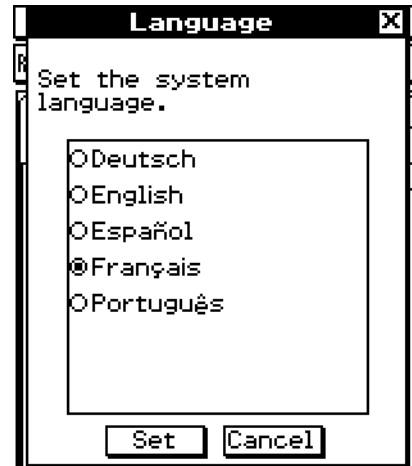 Language
Set the system
language.
Deutsch
English
Español
Français
Português
Set Cancel